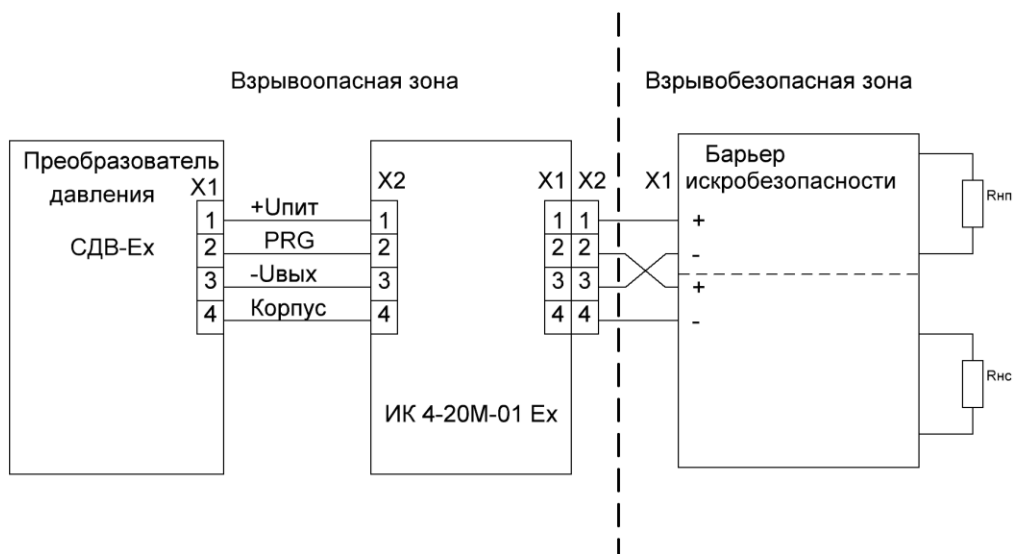 Взрывоопасная зона
Взрывобезопасная зона
Преобразователь
давления
СДВ-Ех
X1
1
2
3
4
+Uпит
PRG
-Uвых
Корпус
X2
1
2
3
4
ИК 4-20М-01 Ех
X1 X2
1 1
2 2
3 3
4 4
X1
Барьер
искробезопасности
+
-
+
-
Rнп
Rнс